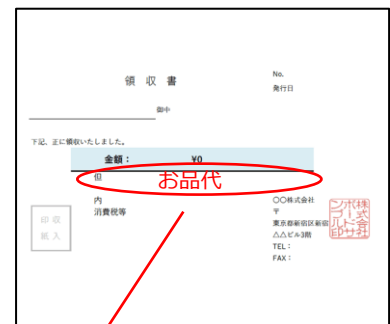 領 収 書
No.
発行日
御中
下記、正に領収いたしました。
金額： ¥0
但
お品代
内
消費税等
〇〇株式会社
〒
東京都新宿区新宿
△△ビル3階
TEL：
FAX：
印 収
紙 入